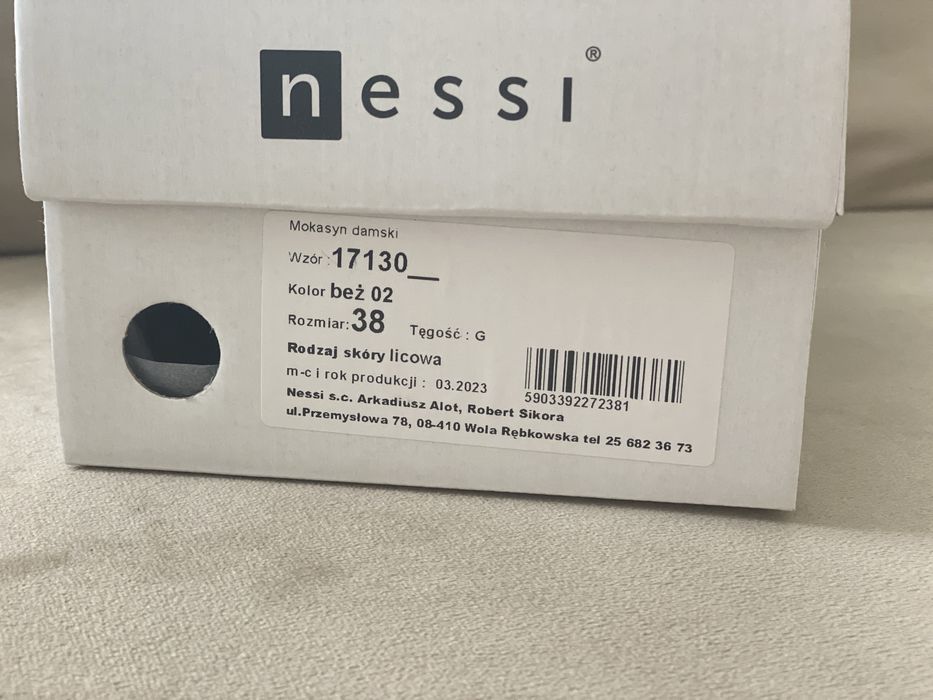 nessi®
Mokasyn damski
Wzór :17130__
Kolor beż 02
Rozmiar:38 Tęgość : G
Rodzaj skóry licowa
m-c i rok produkcji : 03.2023
5903392272381
Nessi s.c. Arkadiusz Alot, Robert Sikora
ul.Przemysłowa 78, 08-410 Wola Rębkowska tel 25 682 36 73